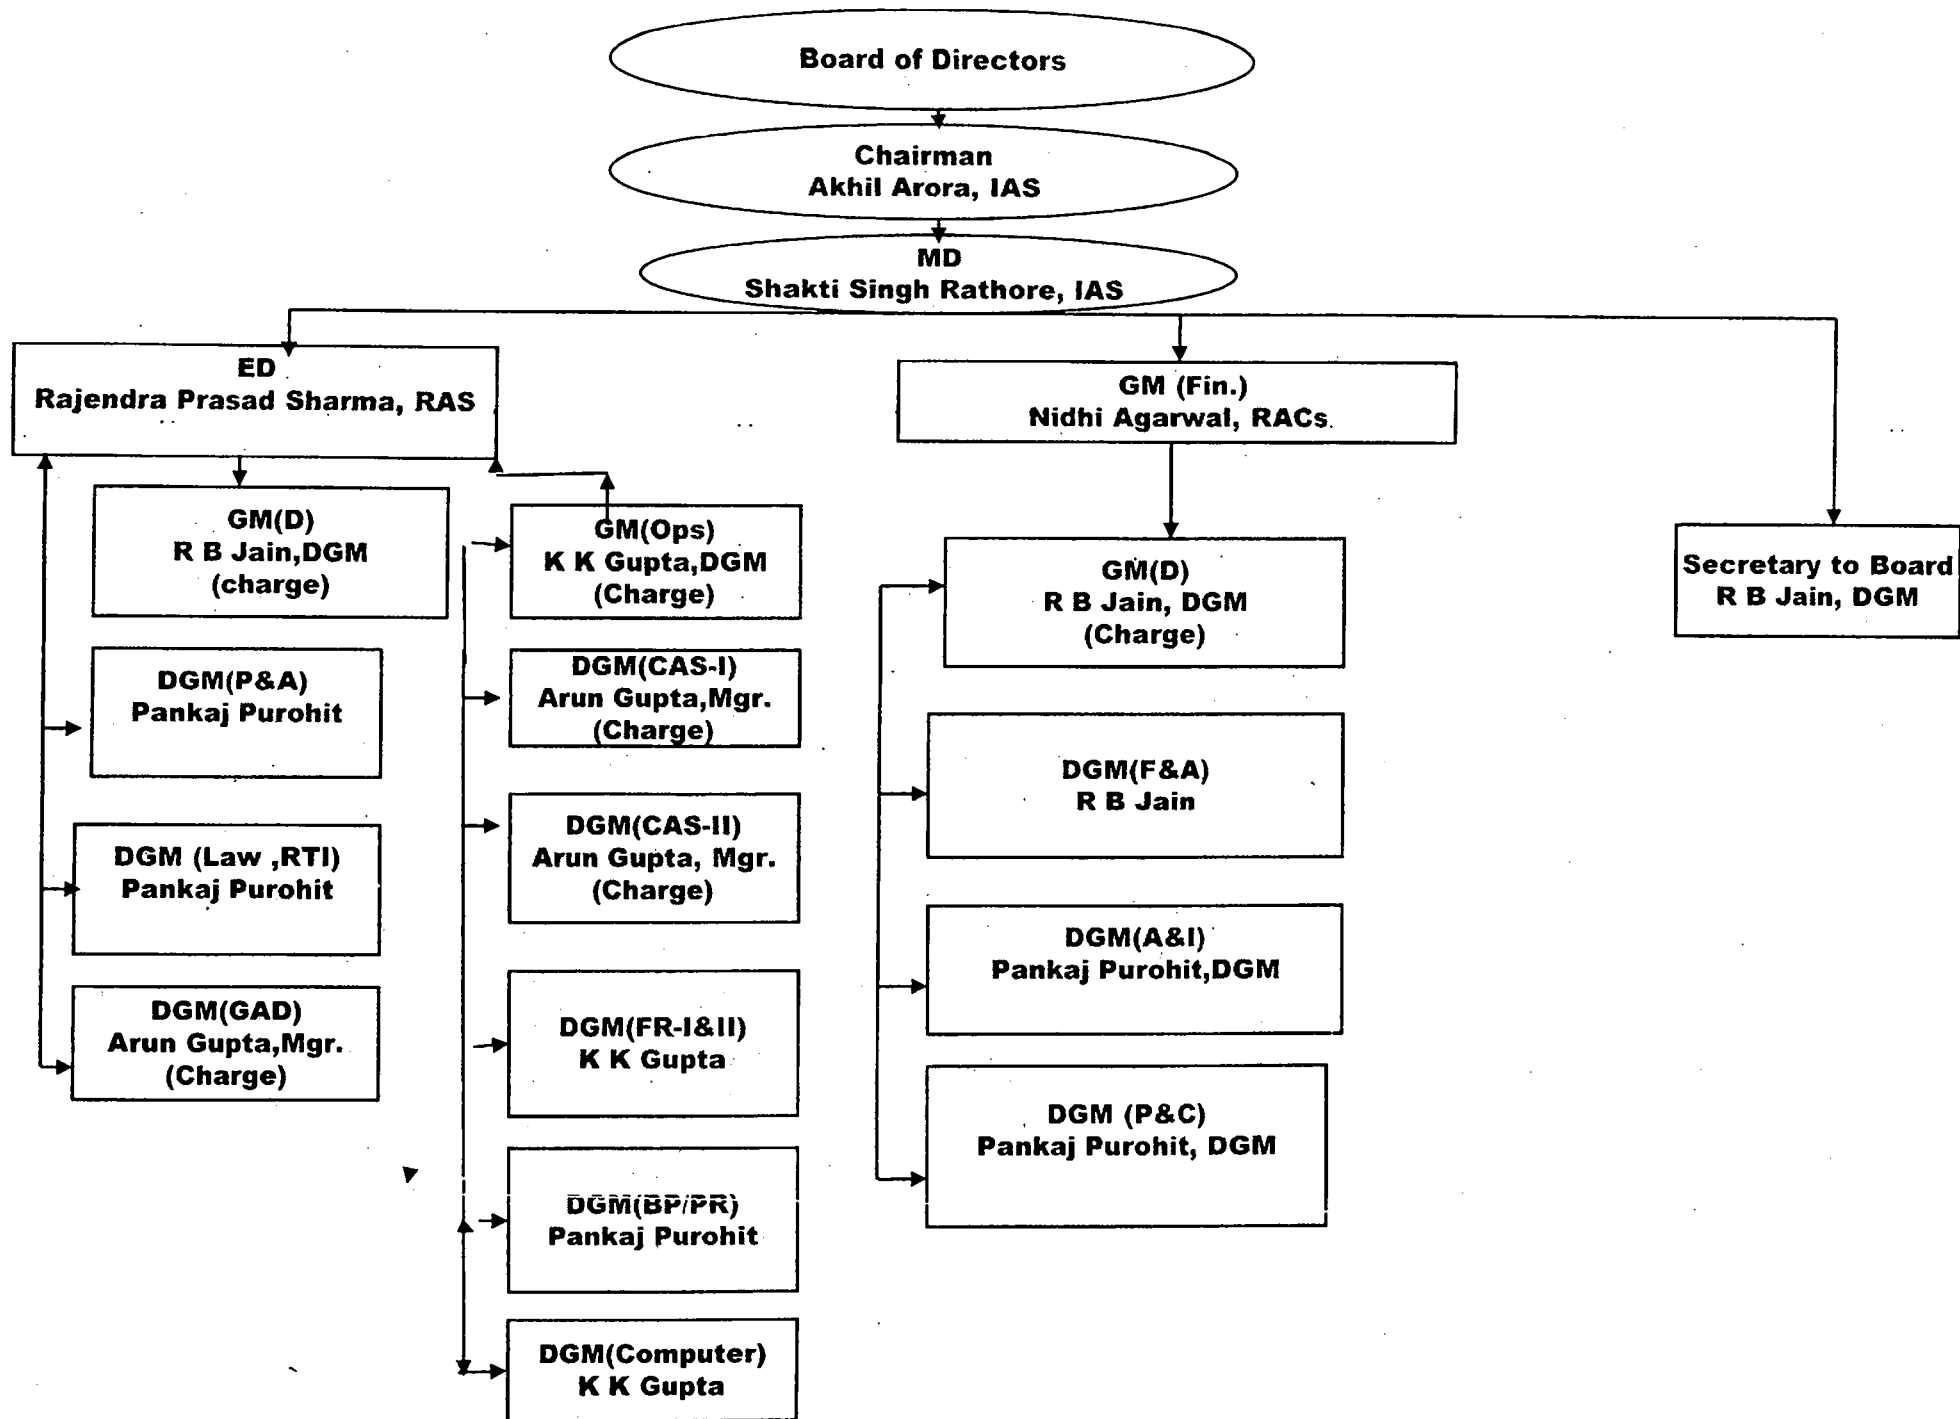 Board of Directors
Chairman
Akhil Arora, IAS
MD
Shakti Singh Rathore, IAS
ED
Rajendra Prasad Sharma, RAS
GM (Fin.)
Nidhi Agarwal, RACs.
GM(D)
R B Jain,DGM
(charge)
DGM(P&A)
Pankaj Purohit
DGM (Law ,RTI)
Pankaj Purohit
DGM(GAD)
Arun Gupta,Mgr.
(Charge)
GM(Ops)
K K Gupta,DGM
(Charge)
DGM(CAS-I)
Arun Gupta,Mgr.
(Charge)
DGM(CAS-II)
Arun Gupta, Mgr.
(Charge)
DGM(FR-I&II)
K K Gupta
DGM(BP/PR)
Pankaj Purohit
DGM(Computer)
K K Gupta
GM(D)
R B Jain, DGM
(Charge)
DGM(F&A)
R B Jain
DGM(A&I)
Pankaj Purohit,DGM
DGM (P&C)
Pankaj Purohit, DGM
Secretary to Board
R B Jain, DGM